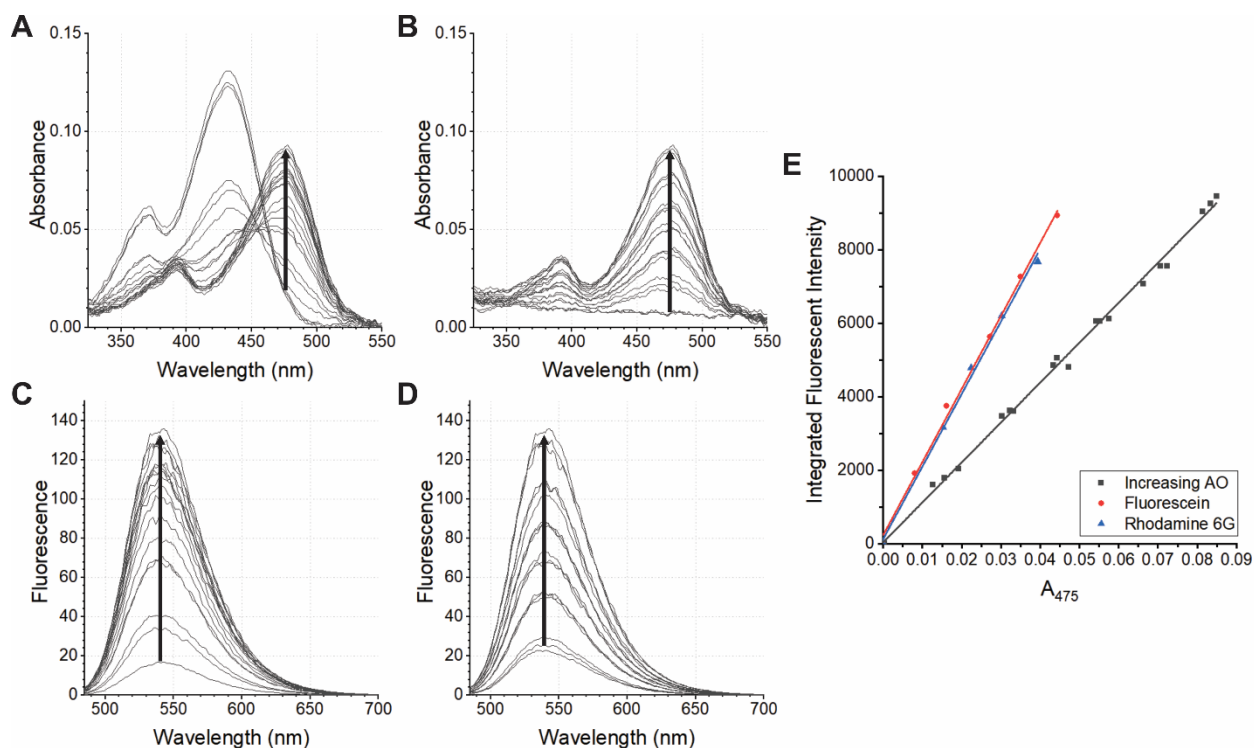 A
Absorbance
0.15
0.10
0.05
0.00
350 400 450 500 550
Wavelength (nm)
B
Absorbance
0.15
0.10
0.05
0.00
350 400 450 500 550
Wavelength (nm)
C
Fluorescence
140
120
100
80
60
40
20
0
500 550 600 650 700
Wavelength (nm)
D
Fluorescence
140
120
100
80
60
40
20
0
500 550 600 650 700
Wavelength (nm)
E
Integrated Fluorescent Intensity
10000
8000
6000
4000
2000
0
0.00 0.01 0.02 0.03 0.04 0.05 0.06 0.07 0.08 0.09
A475
Increasing AO
Fluorescein
Rhodamine 6G